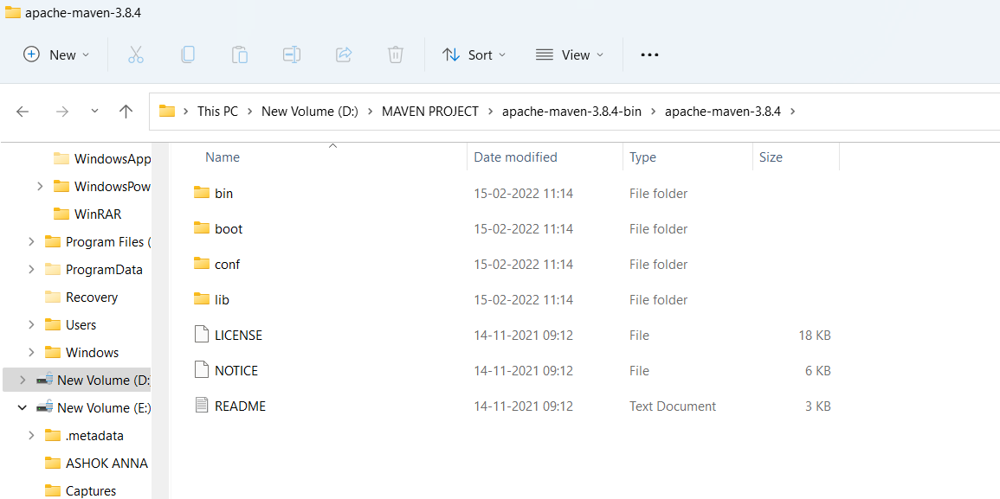 apache-maven-3.8.4
New Sort View
This PC New Volume (D:) MAVEN PROJECT apache-maven-3.8.4-bin apache-maven-3.8.4
Name Date modified Type Size
WindowsApp
WindowsPow
WinRAR
Program Files (
ProgramData
Recovery
Users
Windows
New Volume (D:
New Volume (E:)
.metadata
ASHOK ANNA
Captures
bin 15-02-2022 11:14 File folder
boot 15-02-2022 11:14 File folder
conf 15-02-2022 11:14 File folder
lib 15-02-2022 11:14 File folder
LICENSE 14-11-2021 09:12 File 18 KB
NOTICE 14-11-2021 09:12 File 6 KB
README 14-11-2021 09:12 Text Document 3 KB